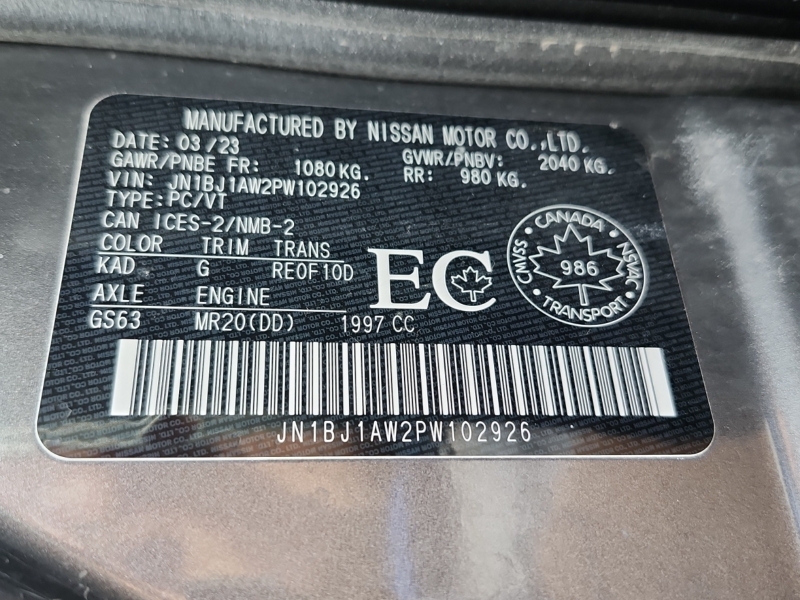 MANUFACTURED BY NISSAN MOTOR CO.,LTD.
DATE: 03/23
GAWR/PNBE FR: 1080 KG. GVWR/PNBV: 2040 KG.
RR: 980 KG.
VIN: JN1BJ1AW2PW102926
TYPE: PC/VT
CAN ICES-2/NMB-2
COLOR TRIM TRANS
KAD G RE0F10D
AXLE ENGINE
GS63 MR20(DD) 1997 CC
EC
CANADA
CMVSS 986 NSVAC
TRANSPORT
JN1BJ1AW2PW102926